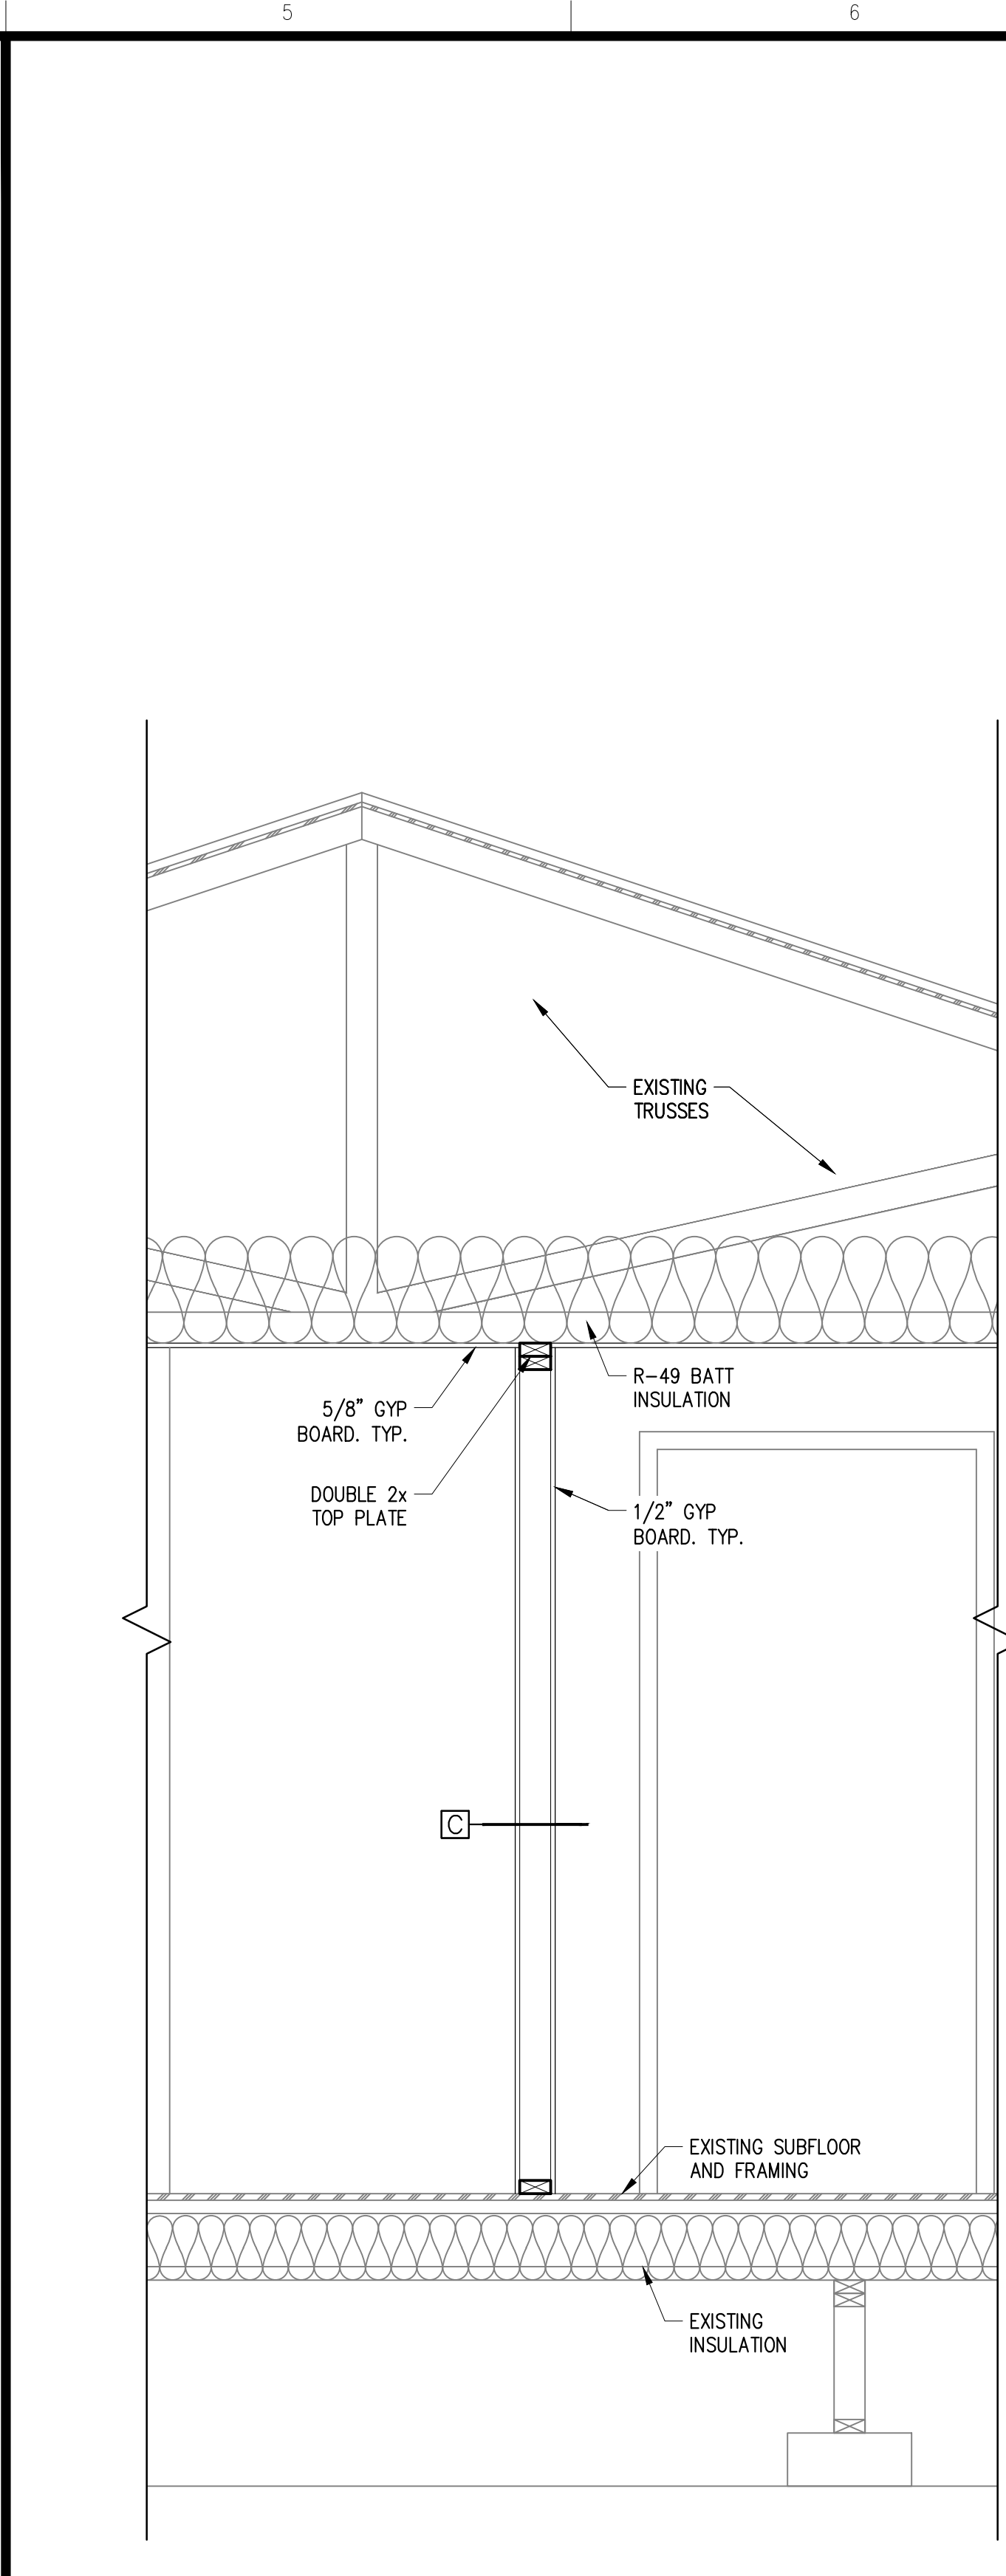 5
6
EXISTING
TRUSSES
R-49 BATT
INSULATION
5/8" GYP
BOARD. TYP.
DOUBLE 2x
TOP PLATE
1/2" GYP
BOARD. TYP.
C
EXISTING SUBFLOOR
AND FRAMING
EXISTING
INSULATION